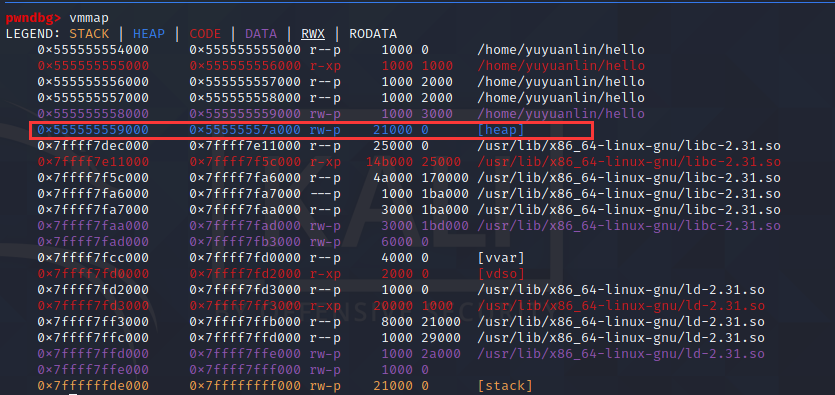 pwndbg> vmmap
LEGEND: STACK | HEAP | CODE | DATA | RWX | RODATA
0×555555554000 0×555555555000 r--p 1000 0 /home/yuyuanlin/hello
0×555555555000 0×555555556000 r-xp 1000 1000 /home/yuyuanlin/hello
0×555555556000 0×555555557000 r--p 1000 2000 /home/yuyuanlin/hello
0×555555557000 0×555555558000 r--p 1000 2000 /home/yuyuanlin/hello
0×555555558000 0×555555559000 rw-p 1000 3000 /home/yuyuanlin/hello
0×555555559000 0×55555557a000 rw-p 21000 0 [heap]
0×7ffff7dec000 0×7ffff7e11000 r--p 25000 0 /usr/lib/x86_64-linux-gnu/libc-2.31.so
0×7ffff7e11000 0×7ffff7f5c000 r-xp 14b000 25000 /usr/lib/x86_64-linux-gnu/libc-2.31.so
0×7ffff7f5c000 0×7ffff7fa6000 r--p 4a000 170000 /usr/lib/x86_64-linux-gnu/libc-2.31.so
0×7ffff7fa6000 0×7ffff7fa7000 ---p 1000 1ba000 /usr/lib/x86_64-linux-gnu/libc-2.31.so
0×7ffff7fa7000 0×7ffff7faa000 r--p 3000 1ba000 /usr/lib/x86_64-linux-gnu/libc-2.31.so
0×7ffff7faa000 0×7ffff7fad000 rw-p 3000 1bd000 /usr/lib/x86_64-linux-gnu/libc-2.31.so
0×7ffff7fad000 0×7ffff7fb3000 rw-p 6000 0
0×7ffff7fcc000 0×7ffff7fd0000 r--p 4000 0 [vvar]
0×7ffff7fd0000 0×7ffff7fd2000 r-xp 2000 0 [vdso]
0×7ffff7fd2000 0×7ffff7fd3000 r--p 1000 0 /usr/lib/x86_64-linux-gnu/ld-2.31.so
0×7ffff7fd3000 0×7ffff7ff3000 r-xp 20000 1000 /usr/lib/x86_64-linux-gnu/ld-2.31.so
0×7ffff7ff3000 0×7ffff7ffb000 r--p 8000 21000 /usr/lib/x86_64-linux-gnu/ld-2.31.so
0×7ffff7ffc000 0×7ffff7ffd000 r--p 1000 29000 /usr/lib/x86_64-linux-gnu/ld-2.31.so
0×7ffff7ffd000 0×7ffff7ffe000 rw-p 1000 2a000 /usr/lib/x86_64-linux-gnu/ld-2.31.so
0×7ffff7ffe000 0×7ffff7fff000 rw-p 1000 0
0×7ffffffde000 0×7ffffffff000 rw-p 21000 0 [stack]